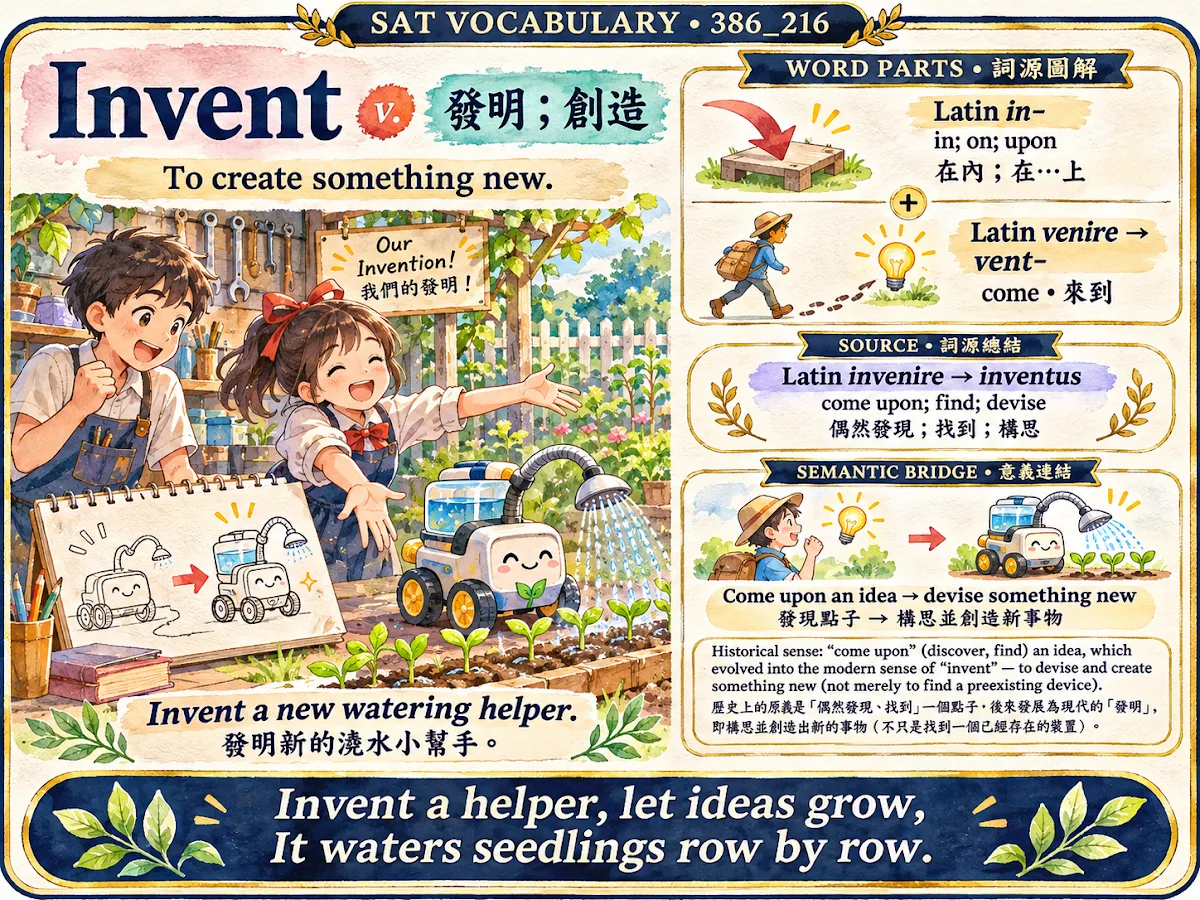 SAT VOCABULARY • 386_216
Invent
v.
發明；創造
To create something new.
Our
Invention!
我們的發明！
Invent a new watering helper.
發明新的澆水小幫手。
WORD PARTS • 詞源圖解
Latin in–
in; on; upon
在內；在…上
+
Latin venire →
vent–
come • 來到
SOURCE • 詞源總結
Latin invenire → inventus
come upon; find; devise
偶然發現；找到；構思
SEMANTIC BRIDGE • 意義連結
Come upon an idea → devise something new
發現點子 → 構思並創造新事物
Historical sense: “come upon” (discover, find) an idea, which
evolved into the modern sense of “invent” — to devise and create
something new (not merely to find a preexisting device).
歷史上的原義是「偶然發現、找到」一個點子，後來發展為現代的「發明」，
即構思並創造出新的事物（不只是找到一個已經存在的裝置）。
Invent a helper, let ideas grow,
It waters seedlings row by row.